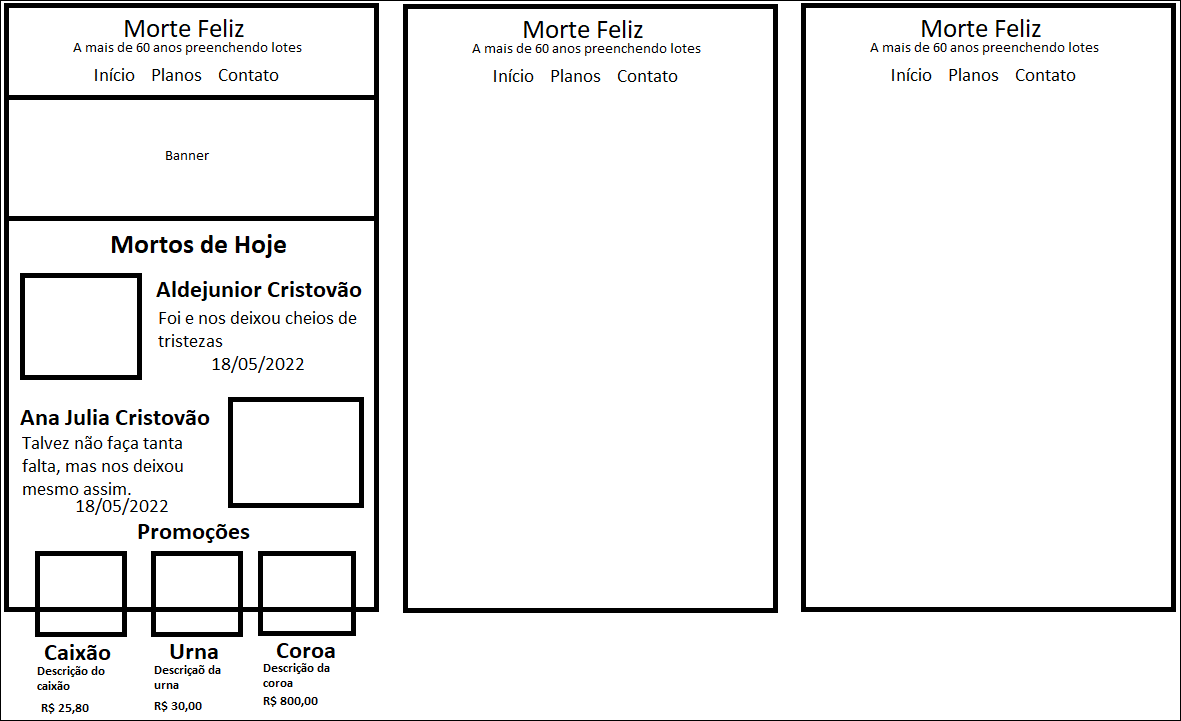 Morte Feliz
A mais de 60 anos preenchendo lotes
Início Planos Contato
Banner
Mortos de Hoje
Aldejunior Cristovão
Foi e nos deixou cheios de
tristezas
18/05/2022
Ana Julia Cristovão
Talvez não faça tanta
falta, mas nos deixou
mesmo assim.
18/05/2022
Promoções
Caixão
Descrição do
caixão
R$ 25,80
Urna
Descriçaõ da
urna
R$ 30,00
Coroa
Descrição da
coroa
R$ 800,00
Morte Feliz
A mais de 60 anos preenchendo lotes
Início Planos Contato
Morte Feliz
A mais de 60 anos preenchendo lotes
Início Planos Contato